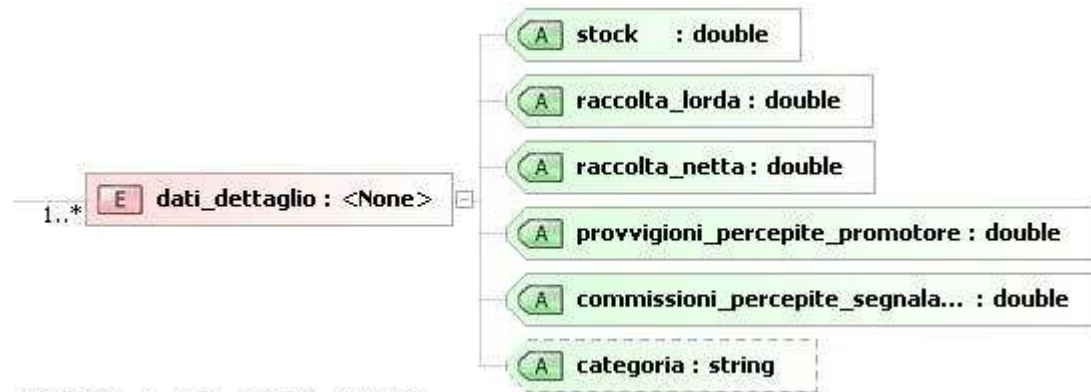 A stock : double
A raccolta_lorda : double
A raccolta_netta : double
1..* E dati_dettaglio : <None>
A provvigioni_percepite_promotore : double
A commissioni_percepite_segnala... : double
A categoria : string